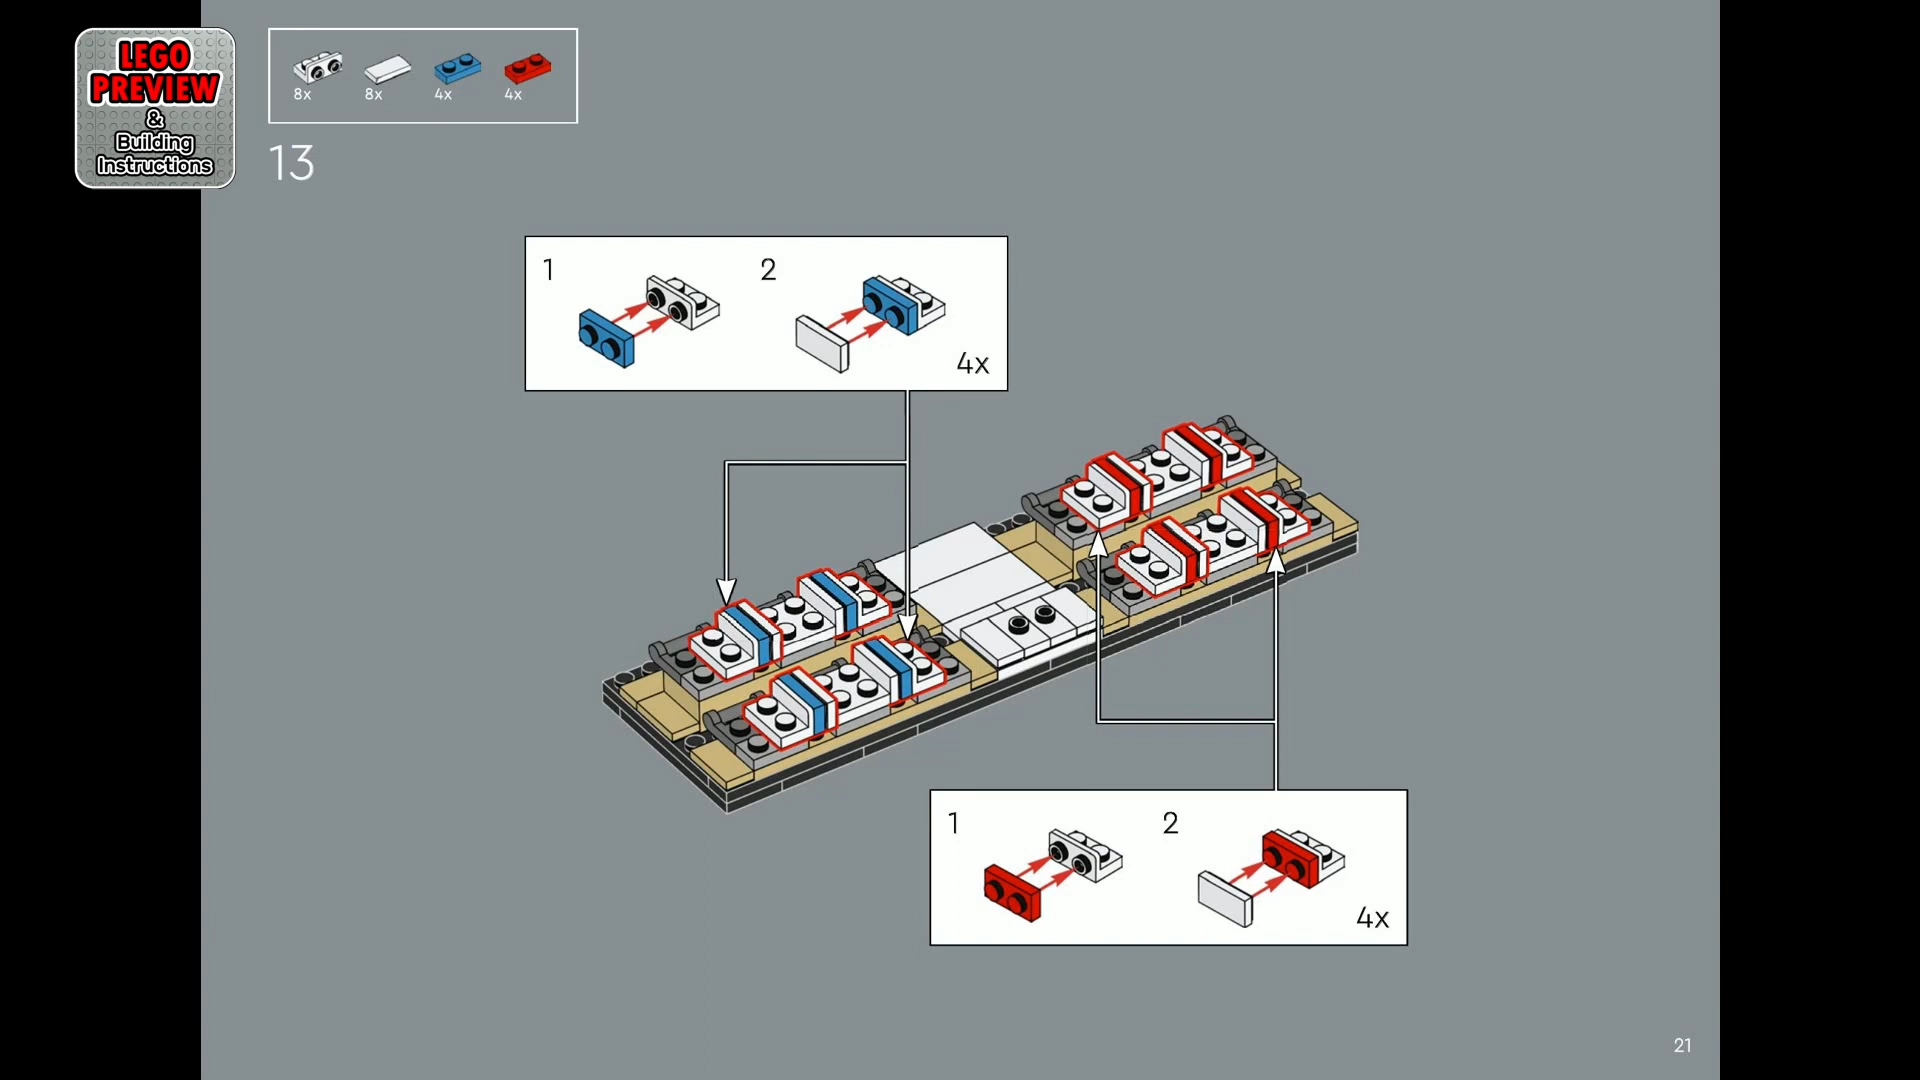 LEGO
PREVIEW
&
Building
Instructions
8x 8x 4x 4x
13
1 2
4x
1 2
4x
21